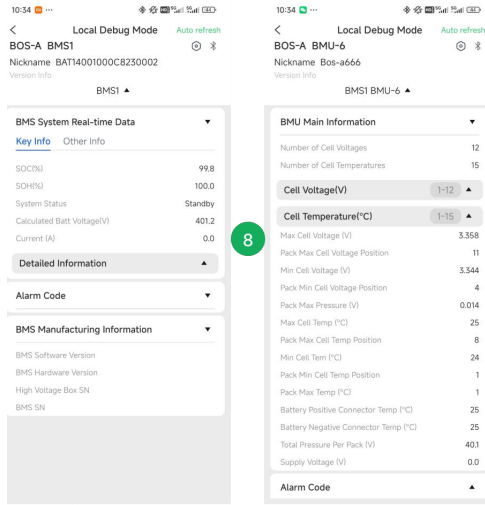 10:34
Local Debug Mode
Auto refresh
BOS-A BMS1
Nickname BAT14001000C8230002
Version Info
BMS1 ▲
BMS System Real-time Data ▼
Key Info Other Info
SOC(%) 99.8
SOH(%) 100.0
System Status Standby
Calculated Batt Voltage(V) 401.2
Current (A) 0.0
Detailed Information ▲
Alarm Code ▼
BMS Manufacturing Information ▼
BMS Software Version
BMS Hardware Version
High Voltage Box SN
BMS SN
8
10:34
Local Debug Mode
Auto refresh
BOS-A BMU-6
Nickname Bos-a666
Version Info
BMS1 BMU-6 ▲
BMU Main Information ▼
Number of Cell Voltages 12
Number of Cell Temperatures 15
Cell Voltage(V) 1-12 ▲
Cell Temperature(°C) 1-15 ▲
Max Cell Voltage (V) 3.358
Pack Max Cell Voltage Position 11
Min Cell Voltage (V) 3.344
Pack Min Cell Voltage Position 4
Pack Max Pressure (V) 0.014
Max Cell Temp (°C) 25
Pack Max Cell Temp Position 8
Min Cell Tem (°C) 24
Pack Min Cell Temp Position 1
Pack Max Temp (°C) 1
Battery Positive Connector Temp (°C) 25
Battery Negative Connector Temp (°C) 25
Total Pressure Per Pack (V) 40.1
Supply Voltage (V) 0.0
Alarm Code ▲